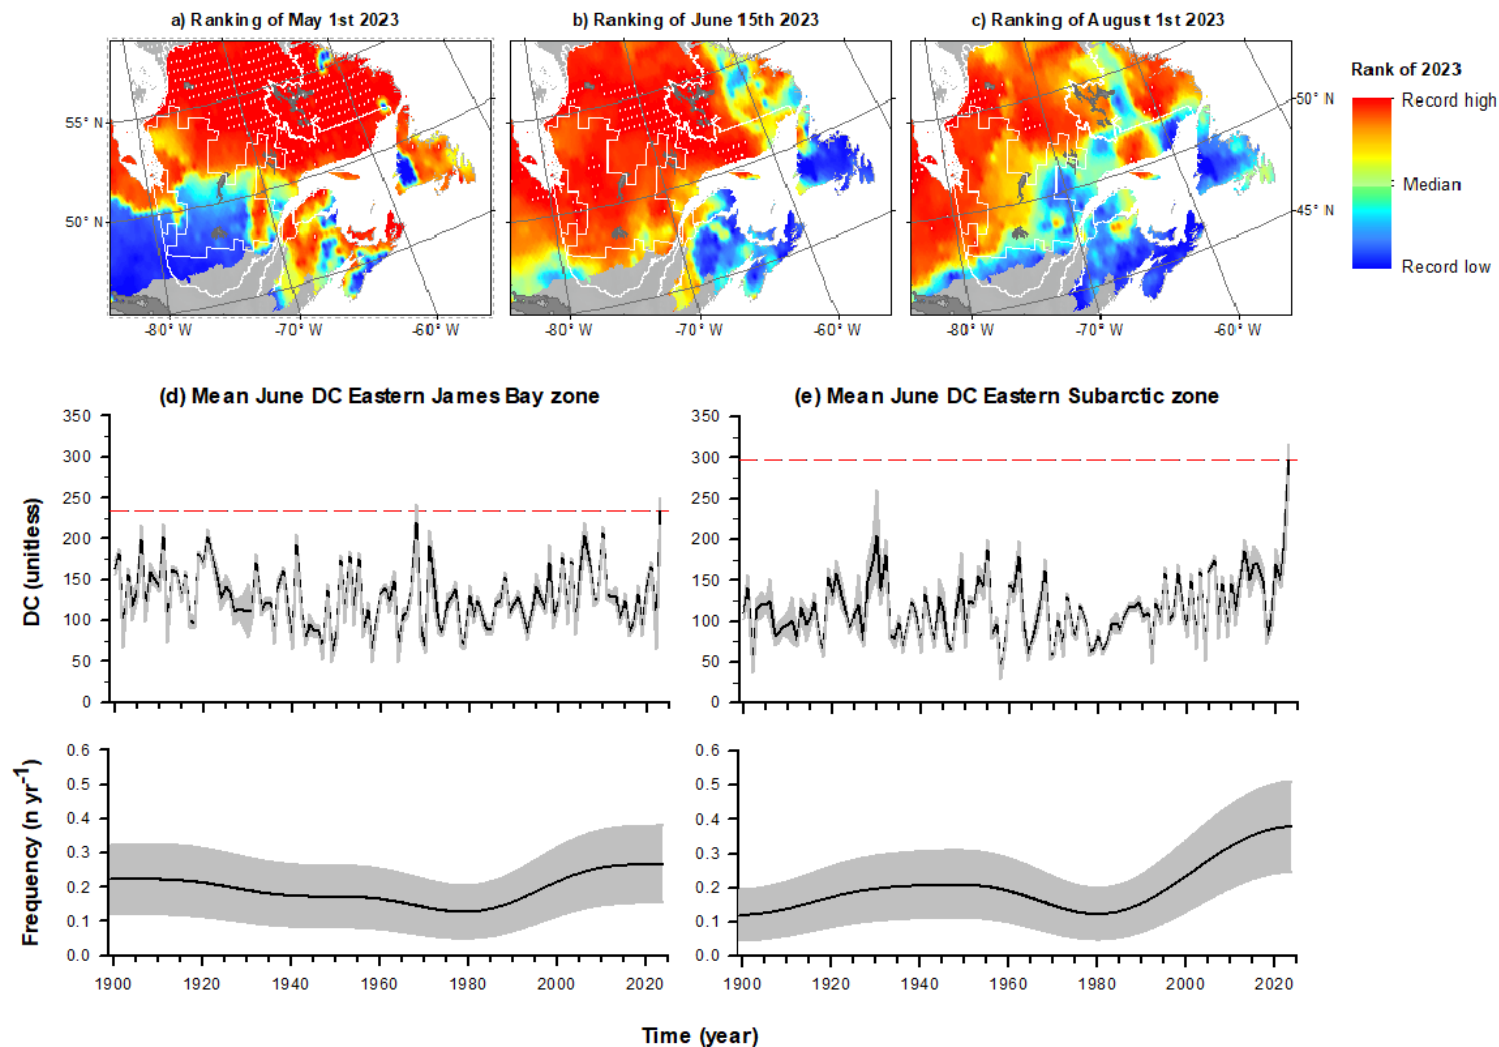 a) Ranking of May 1st 2023
b) Ranking of June 15th 2023
c) Ranking of August 1st 2023
Rank of 2023
Record high
Median
Record low
55° N
50° N
50° N
45° N
-80° W
-70° W
-60° W
-80° W
-70° W
-60° W
-80° W
-70° W
-60° W
(d) Mean June DC Eastern James Bay zone
(e) Mean June DC Eastern Subarctic zone
DC (unitless)
350
300
250
200
150
100
50
0
350
300
250
200
150
100
50
0
Frequency (n yr-1)
0.6
0.5
0.4
0.3
0.2
0.1
0.0
0.6
0.5
0.4
0.3
0.2
0.1
0.0
1900 1920 1940 1960 1980 2000 2020
1900 1920 1940 1960 1980 2000 2020
Time (year)